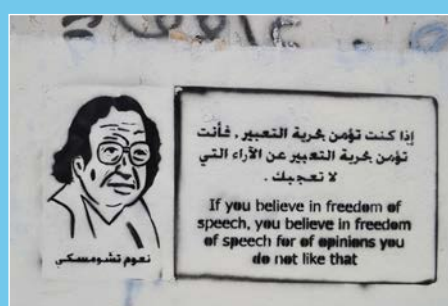 إذا كنت تؤمن بحرية التعبير , فأنت
تؤمن بحرية التعبير عن الآراء التي
لا تعجبك .
If you believe in freedom of
speech, you believe in freedom
of speech for of opinions you
do not like that
نعوم تشومسكي